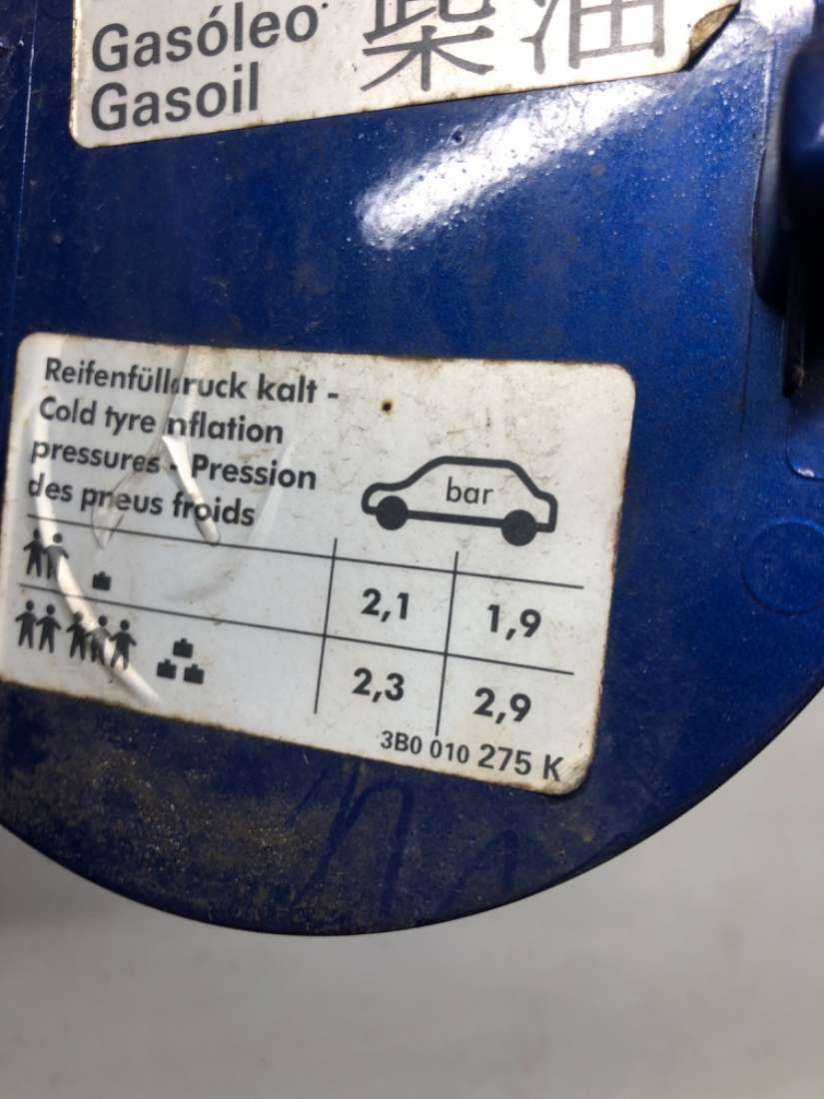 Gasóleo 柴油
Gasoil
Reifenfülldruck kalt -
Cold tyre inflation
pressures - Pression
des pneus froids
bar
2,1 1,9
2,3 2,9
3B0 010 275 K